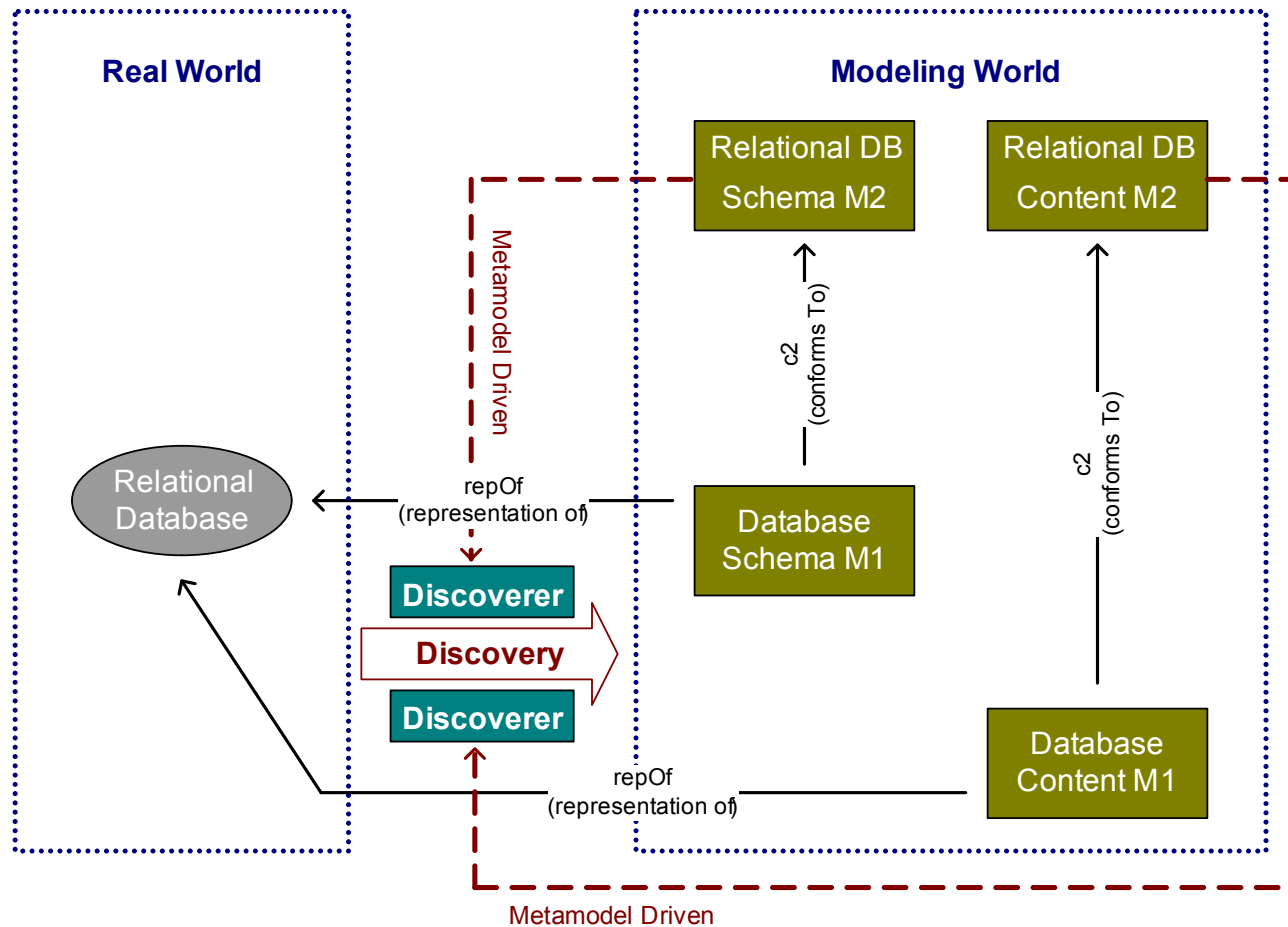 Real World
Modeling World
Relational DB
Schema M2
Relational DB
Content M2
Metamodel Driven
c2
(conforms To)
c2
(conforms To)
Relational
Database
repOf
(representation of)
Database
Schema M1
Discoverer
Discovery
Discoverer
Database
Content M1
repOf
(representation of)
Metamodel Driven